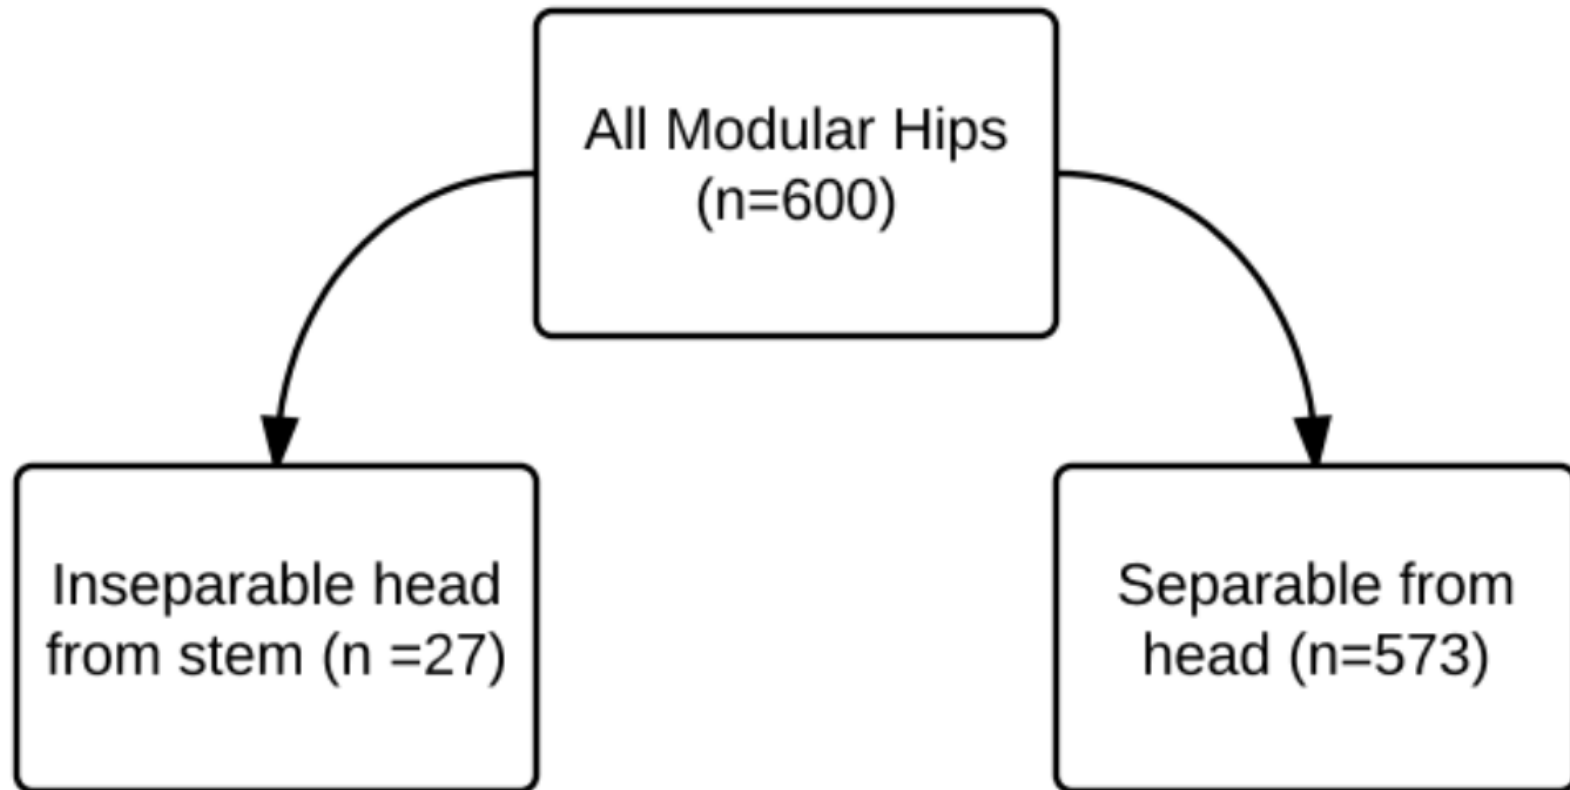 All Modular Hips
(n=600)
Inseparable head
from stem (n =27)
Separable from
head (n=573)